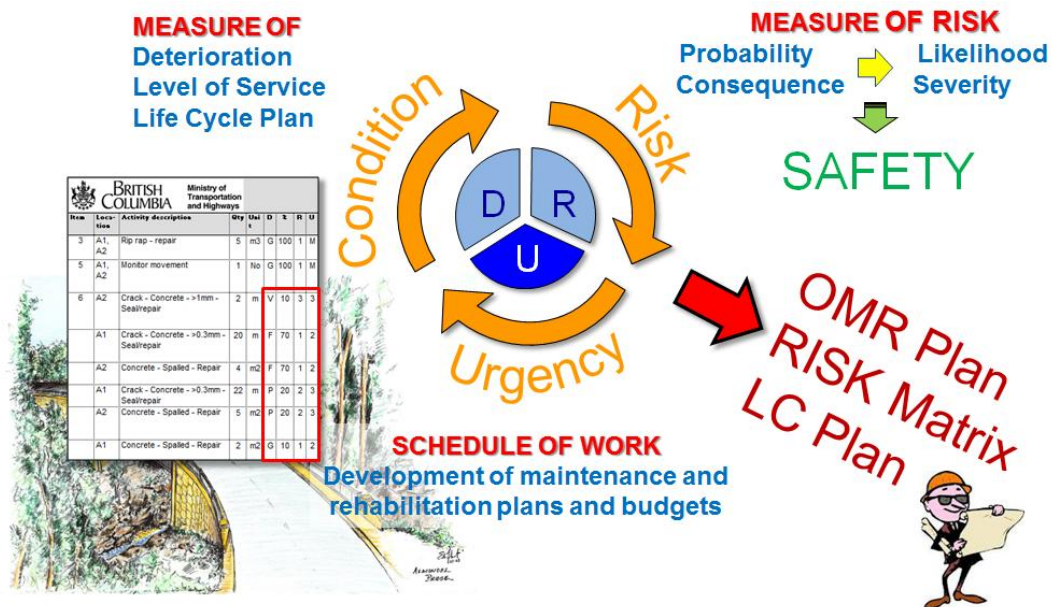 MEASURE OF
Deterioration
Level of Service
Life Cycle Plan
MEASURE OF RISK
Probability Likelihood
Consequence Severity
SAFETY
Condition
Risk
Urgency
D R
U
BRITISH
COLUMBIA
Ministry of
Transportation
and Highways
Item Loca- Activity description Qty Uni D % R U
tion t
3 A1, Rip rap - repair 5 m3 G 100 1 M
A2
5 A1, Monitor movement 1 No G 100 1 M
A2
6 A2 Crack - Concrete - >1mm - 2 m V 10 3 3
Seal/repair
A1 Crack - Concrete - >0.3mm - 20 m F 70 1 2
Seal/repair
A2 Concrete - Spalled - Repair 4 m2 F 70 1 2
A1 Crack - Concrete - >0.3mm - 22 m P 20 2 3
Seal/repair
A2 Concrete - Spalled - Repair 5 m2 P 20 2 3
A1 Concrete - Spalled - Repair 2 m2 G 10 1 2
SCHEDULE OF WORK
Development of maintenance and
rehabilitation plans and budgets
OMR Plan
RISK Matrix
LC Plan